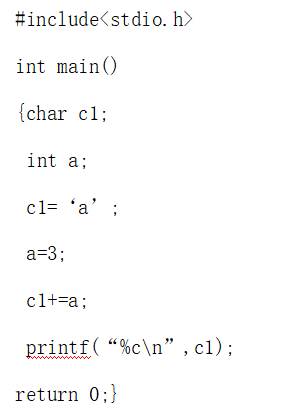 #include<stdio.h>
int main()
{char c1;
int a;
c1=‘a’;
a=3;
c1+=a;
printf(“%c\n”,c1);
return 0;}